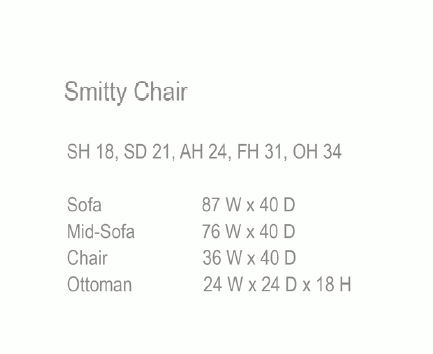 Smitty Chair
SH 18, SD 21, AH 24, FH 31, OH 34
Sofa 87 W x 40 D
Mid-Sofa 76 W x 40 D
Chair 36 W x 40 D
Ottoman 24 W x 24 D x 18 H